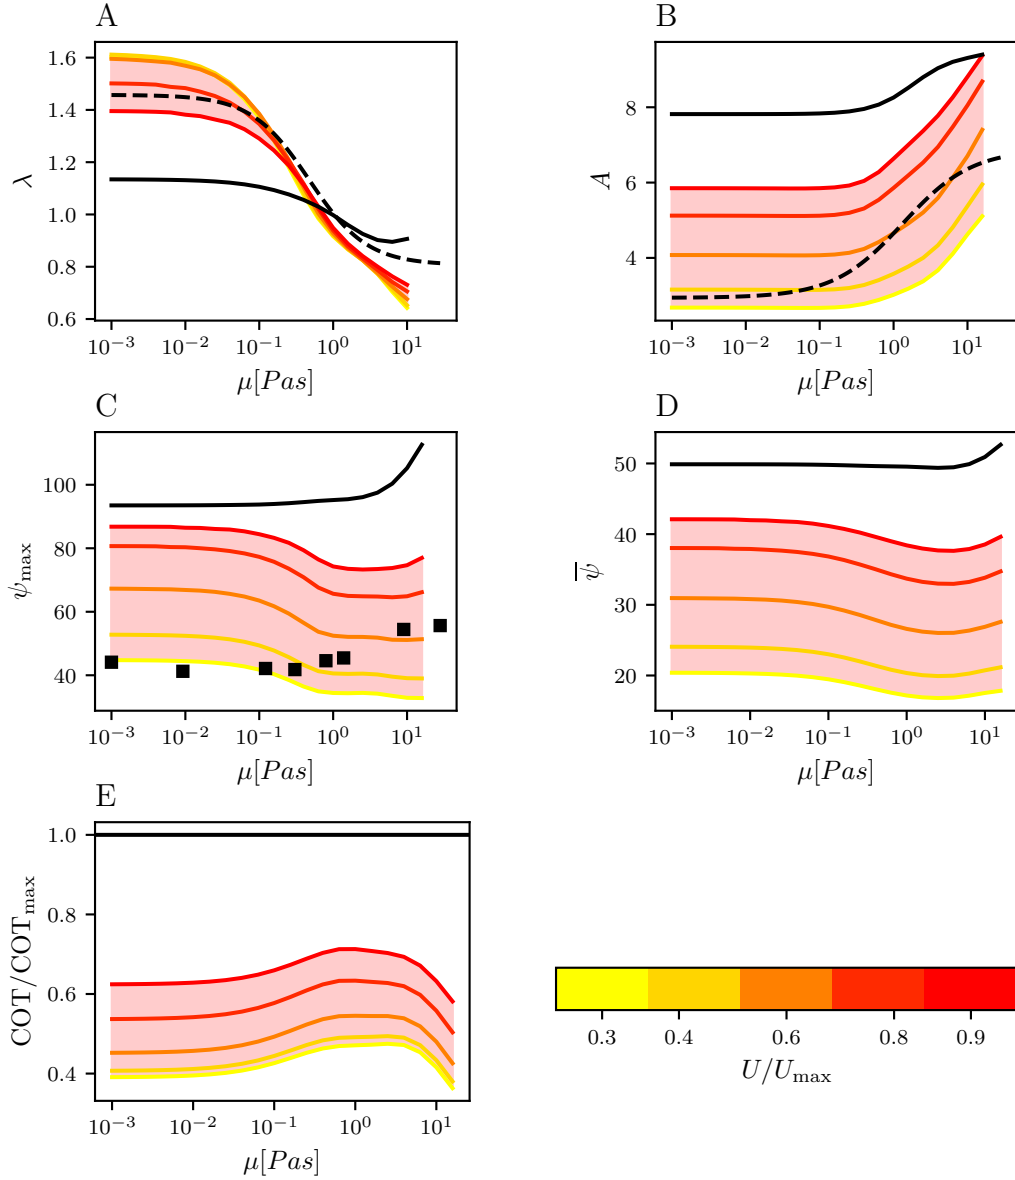 A
1.6
1.4
1.2
1.0
0.8
0.6
λ
10⁻³ 10⁻² 10⁻¹ 10⁰ 10¹
μ[Pas]
B
8
6
4
A
10⁻³ 10⁻² 10⁻¹ 10⁰ 10¹
μ[Pas]
C
100
80
60
40
ψmax
10⁻³ 10⁻² 10⁻¹ 10⁰ 10¹
μ[Pas]
D
50
40
30
20
ψ̅
10⁻³ 10⁻² 10⁻¹ 10⁰ 10¹
μ[Pas]
E
1.0
0.8
0.6
0.4
COT/COTmax
10⁻³ 10⁻² 10⁻¹ 10⁰ 10¹
μ[Pas]
0.3 0.4 0.6 0.8 0.9
U/Umax